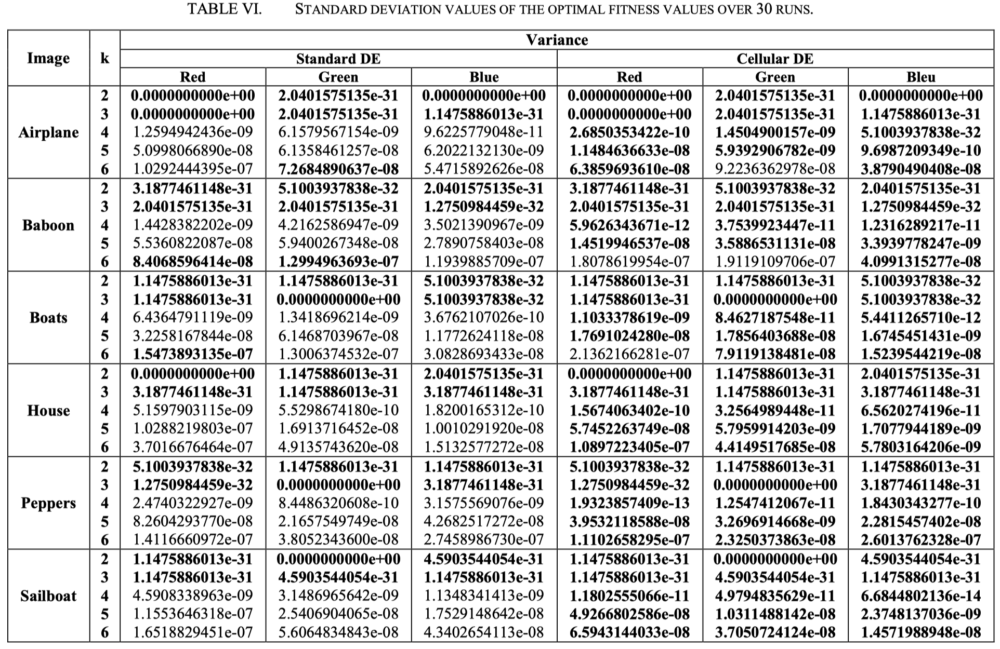 TABLE VI. STANDARD DEVIATION VALUES OF THE OPTIMAL FITNESS VALUES OVER 30 RUNS.
Image k Variance
Standard DE Cellular DE
Red Green Blue Red Green Bleu
Airplane
2 0.0000000000e+00 2.0401575135e-31 0.0000000000e+00 0.0000000000e+00 2.0401575135e-31 0.0000000000e+00
3 0.0000000000e+00 2.0401575135e-31 1.1475886013e-31 0.0000000000e+00 2.0401575135e-31 1.1475886013e-31
4 1.2594942436e-09 6.1579567154e-09 9.6225779048e-11 2.6850353422e-10 1.4504900157e-09 5.1003937838e-32
5 5.0998066890e-08 6.1358461257e-08 6.2022132130e-09 1.1484636633e-08 5.9392906782e-09 9.6987209349e-10
6 1.0292444395e-07 7.2684890637e-08 5.4715892626e-08 6.3859693610e-08 9.2236362978e-08 3.8790490408e-08
Baboon
2 3.1877461148e-31 5.1003937838e-32 2.0401575135e-31 3.1877461148e-31 5.1003937838e-32 2.0401575135e-31
3 2.0401575135e-31 2.0401575135e-31 1.2750984459e-32 2.0401575135e-31 2.0401575135e-31 1.2750984459e-32
4 1.4428382202e-09 4.2162586947e-09 3.5021390967e-09 5.9626343671e-12 3.7539923447e-11 1.2316289217e-11
5 5.5360822087e-08 5.9400267348e-08 2.7890758403e-08 1.4519946537e-08 3.5886531131e-08 3.3939778247e-09
6 8.4068596414e-08 1.2994963693e-07 1.1939885709e-07 1.8078619954e-07 1.9119109706e-07 4.0991315277e-08
Boats
2 1.1475886013e-31 1.1475886013e-31 5.1003937838e-32 1.1475886013e-31 1.1475886013e-31 5.1003937838e-32
3 1.1475886013e-31 0.0000000000e+00 5.1003937838e-32 1.1475886013e-31 0.0000000000e+00 5.1003937838e-32
4 6.4364791119e-09 1.3418696214e-09 3.6762107026e-10 1.1033378619e-09 8.4627187548e-11 5.4411265710e-12
5 3.2258167844e-08 6.1468703967e-08 1.1772624118e-08 1.7691024280e-08 1.7856403688e-08 1.6745451431e-09
6 1.5473893135e-07 1.3006374532e-07 3.0828693433e-08 2.1362166281e-07 7.9119138481e-08 1.5239544219e-08
House
2 0.0000000000e+00 1.1475886013e-31 2.0401575135e-31 0.0000000000e+00 1.1475886013e-31 2.0401575135e-31
3 3.1877461148e-31 1.1475886013e-31 3.1877461148e-31 3.1877461148e-31 1.1475886013e-31 3.1877461148e-31
4 5.1597903115e-09 5.5298674180e-10 1.8200165312e-10 1.5674063402e-10 3.2564989448e-11 6.5620274196e-11
5 1.0288219803e-07 1.6913716452e-08 1.0010291920e-08 5.7452263749e-08 5.7959914203e-09 1.7077944189e-09
6 3.7016676464e-07 4.9135743620e-08 1.5132577272e-08 1.0897223405e-07 4.4149517685e-08 5.7803164206e-09
Peppers
2 5.1003937838e-32 1.1475886013e-31 1.1475886013e-31 5.1003937838e-32 1.1475886013e-31 1.1475886013e-31
3 1.2750984459e-32 0.0000000000e+00 3.1877461148e-31 1.2750984459e-32 0.0000000000e+00 3.1877461148e-31
4 2.4740322927e-09 8.4486320608e-10 3.1575569076e-09 1.9323857409e-13 1.2547412067e-11 1.8430343277e-10
5 8.2604293770e-08 2.1657549749e-08 4.2682517272e-08 3.9532118588e-08 3.2696914668e-09 2.2815457402e-08
6 1.4116660972e-07 3.8052343600e-08 2.7458986730e-07 1.1102658295e-07 2.3250373863e-08 2.6013762328e-07
Sailboat
2 1.1475886013e-31 0.0000000000e+00 4.5903544054e-31 1.1475886013e-31 0.0000000000e+00 4.5903544054e-31
3 1.1475886013e-31 4.5903544054e-31 1.1475886013e-31 1.1475886013e-31 4.5903544054e-31 1.1475886013e-31
4 4.5908338963e-09 3.1486965642e-09 1.1348341413e-09 1.1802555066e-11 4.9794835629e-11 6.6844802136e-14
5 1.1553646318e-07 2.5406904065e-08 1.7529148642e-08 4.9266802586e-08 1.0311488142e-08 2.3748137036e-09
6 1.6518829451e-07 5.6064834843e-08 4.3402654113e-08 6.5943144033e-08 3.7050724124e-08 1.4571988948e-08